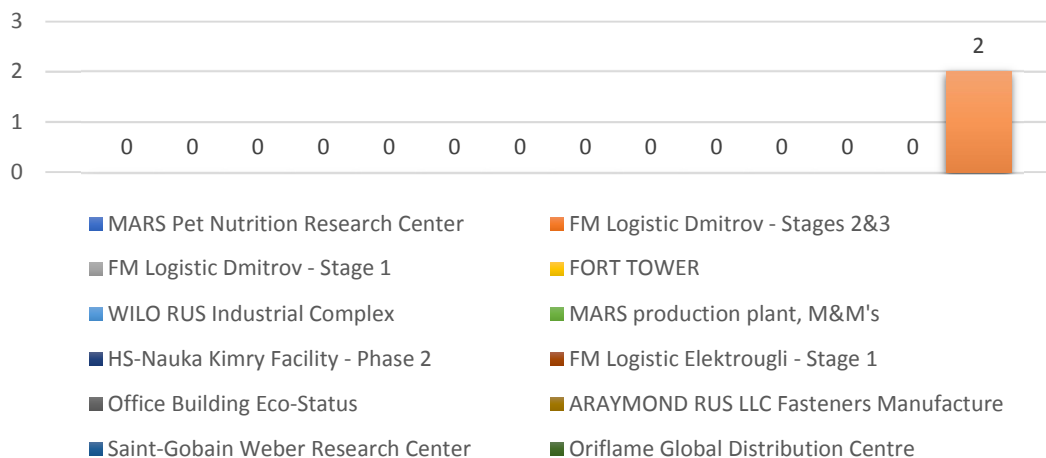 3
2
2
1
0 0 0 0 0 0 0 0 0 0 0 0 0
0
MARS Pet Nutrition Research Center FM Logistic Dmitrov - Stages 2&3
FM Logistic Dmitrov - Stage 1 FORT TOWER
WILO RUS Industrial Complex MARS production plant, M&M's
HS-Nauka Kimry Facility - Phase 2 FM Logistic Elektrougli - Stage 1
Office Building Eco-Status ARAYMOND RUS LLC Fasteners Manufacture
Saint-Gobain Weber Research Center Oriflame Global Distribution Centre